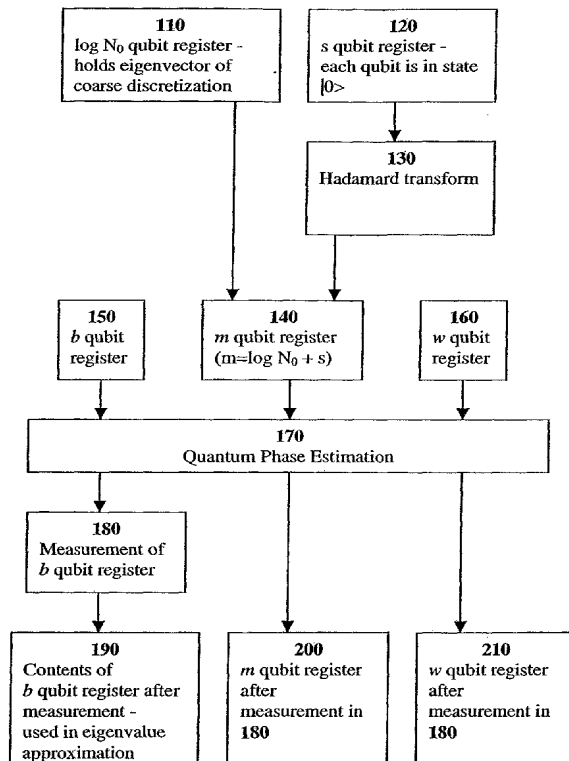 110
log N₀ qubit register -
holds eigenvector of
coarse discretization
120
s qubit register -
each qubit is in state
|0>
130
Hadamard transform
150
b qubit
register
140
m qubit register
(m=log N₀ + s)
160
w qubit
register
170
Quantum Phase Estimation
180
Measurement of
b qubit register
190
Contents of
b qubit register after
measurement -
used in eigenvalue
approximation
200
m qubit register
after
measurement in
180
210
w qubit register
after
measurement in
180